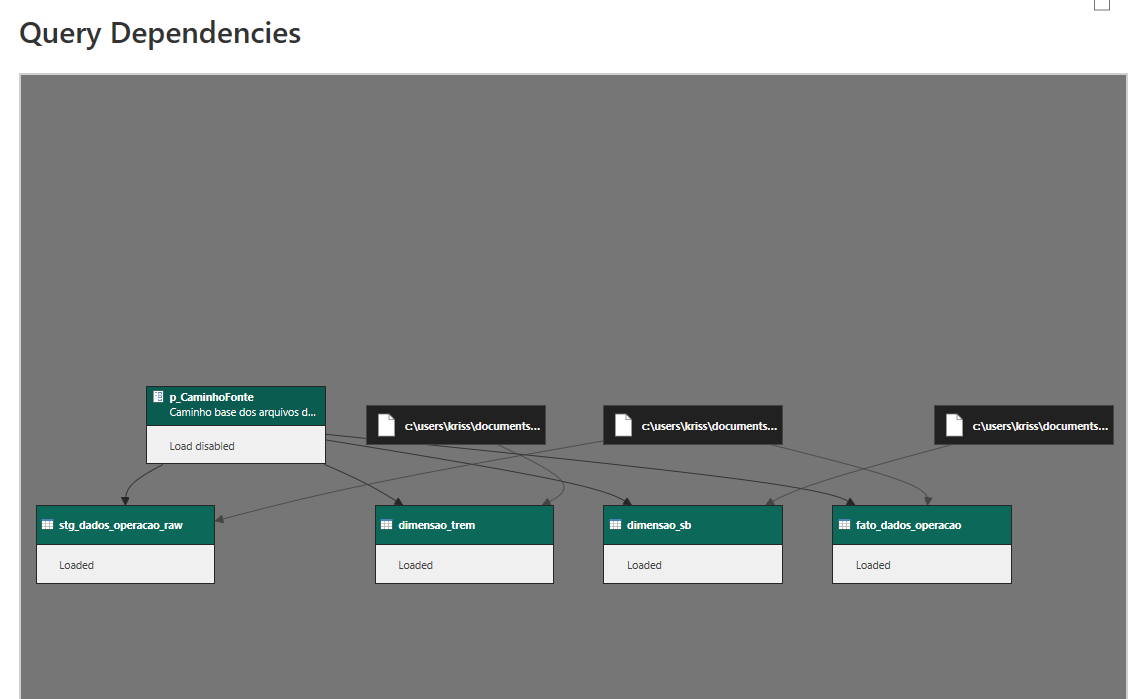 Query Dependencies
p_CaminhoFonte
Caminho base dos arquivos d...
Load disabled
c:\users\kriss\documents...
c:\users\kriss\documents...
c:\users\kriss\documents...
stg_dados_operacao_raw
Loaded
dimensao_trem
Loaded
dimensao_sb
Loaded
fato_dados_operacao
Loaded